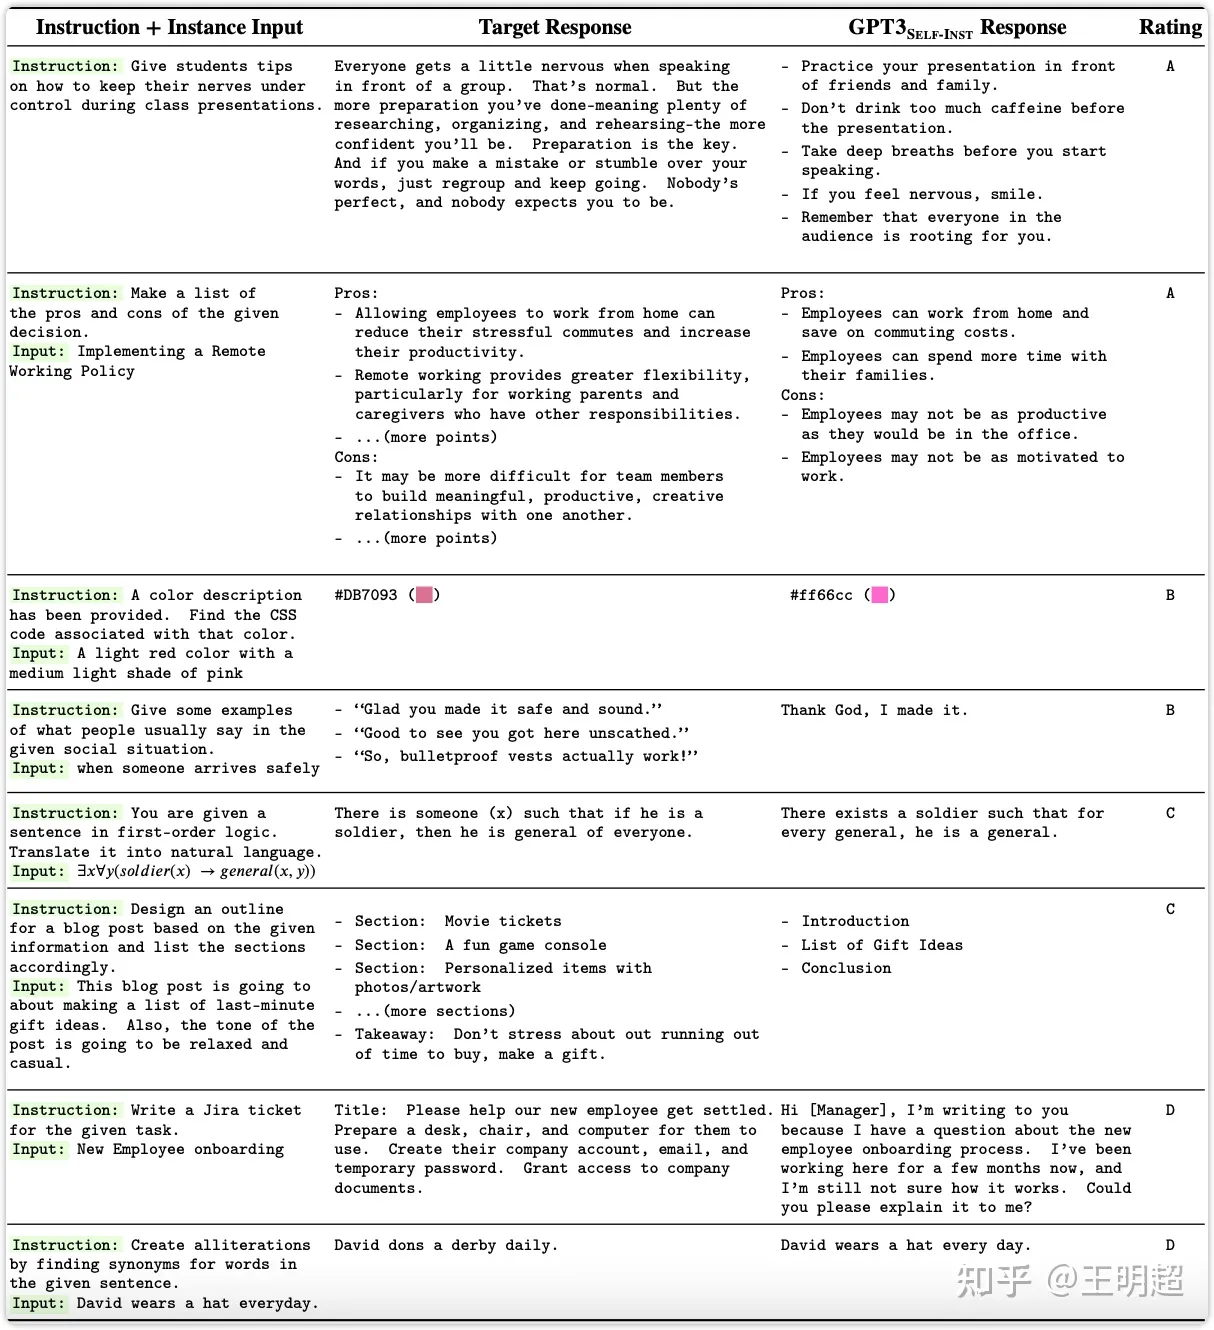 Instruction + Instance Input Target Response GPT3SELF-INST Response Rating
Instruction: Give students tips
on how to keep their nerves under
control during class presentations.
Everyone gets a little nervous when speaking
in front of a group. That's normal. But the
more preparation you've done-meaning plenty of
researching, organizing, and rehearsing-the more
confident you'll be. Preparation is the key.
And if you make a mistake or stumble over your
words, just regroup and keep going. Nobody's
perfect, and nobody expects you to be.
- Practice your presentation in front
of friends and family.
- Don't drink too much caffeine before
the presentation.
- Take deep breaths before you start
speaking.
- If you feel nervous, smile.
- Remember that everyone in the
audience is rooting for you.
A
Instruction: Make a list of
the pros and cons of the given
decision.
Input: Implementing a Remote
Working Policy
Pros:
- Allowing employees to work from home can
reduce their stressful commutes and increase
their productivity.
- Remote working provides greater flexibility,
particularly for working parents and
caregivers who have other responsibilities.
- ...(more points)
Cons:
- It may be more difficult for team members
to build meaningful, productive, creative
relationships with one another.
- ...(more points)
Pros:
- Employees can work from home and
save on commuting costs.
- Employees can spend more time with
their families.
Cons:
- Employees may not be as productive
as they would be in the office.
- Employees may not be as motivated to
work.
A
Instruction: A color description
has been provided. Find the CSS
code associated with that color.
Input: A light red color with a
medium light shade of pink
#DB7093 ( )
#ff66cc ( )
B
Instruction: Give some examples
of what people usually say in the
given social situation.
Input: when someone arrives safely
- “Glad you made it safe and sound.”
- “Good to see you got here unscathed.”
- “So, bulletproof vests actually work!”
Thank God, I made it.
B
Instruction: You are given a
sentence in first-order logic.
Translate it into natural language.
Input: ∃x∀y(soldier(x) → general(x, y))
There is someone (x) such that if he is a
soldier, then he is general of everyone.
There exists a soldier such that for
every general, he is a general.
C
Instruction: Design an outline
for a blog post based on the given
information and list the sections
accordingly.
Input: This blog post is going to
about making a list of last-minute
gift ideas. Also, the tone of the
post is going to be relaxed and
casual.
- Section: Movie tickets
- Section: A fun game console
- Section: Personalized items with
photos/artwork
- ...(more sections)
- Takeaway: Don't stress about out running out
of time to buy, make a gift.
- Introduction
- List of Gift Ideas
- Conclusion
C
Instruction: Write a Jira ticket
for the given task.
Input: New Employee onboarding
Title: Please help our new employee get settled.
Prepare a desk, chair, and computer for them to
use. Create their company account, email, and
temporary password. Grant access to company
documents.
Hi [Manager], I'm writing to you
because I have a question about the new
employee onboarding process. I've been
working here for a few months now, and
I'm still not sure how it works. Could
you please explain it to me?
D
Instruction: Create alliterations
by finding synonyms for words in
the given sentence.
Input: David wears a hat everyday.
David dons a derby daily.
David wears a hat every day.
D
知乎 @王明超